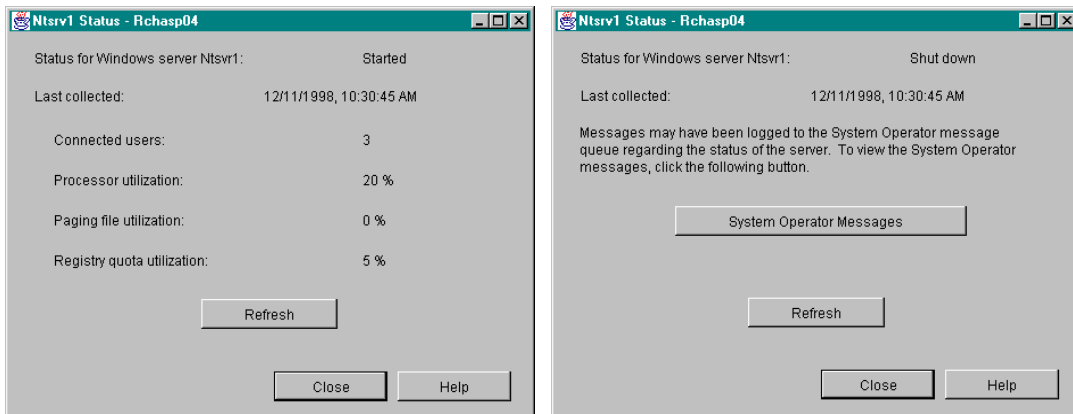 Ntsrv1 Status - Rchasp04
Status for Windows server Ntsvr1: Started
Last collected: 12/11/1998, 10:30:45 AM
Connected users: 3
Processor utilization: 20 %
Paging file utilization: 0 %
Registry quota utilization: 5 %
Refresh
Close Help
Ntsrv1 Status - Rchasp04
Status for Windows server Ntsvr1: Shut down
Last collected: 12/11/1998, 10:30:45 AM
Messages may have been logged to the System Operator message
queue regarding the status of the server. To view the System Operator
messages, click the following button.
System Operator Messages
Refresh
Close Help